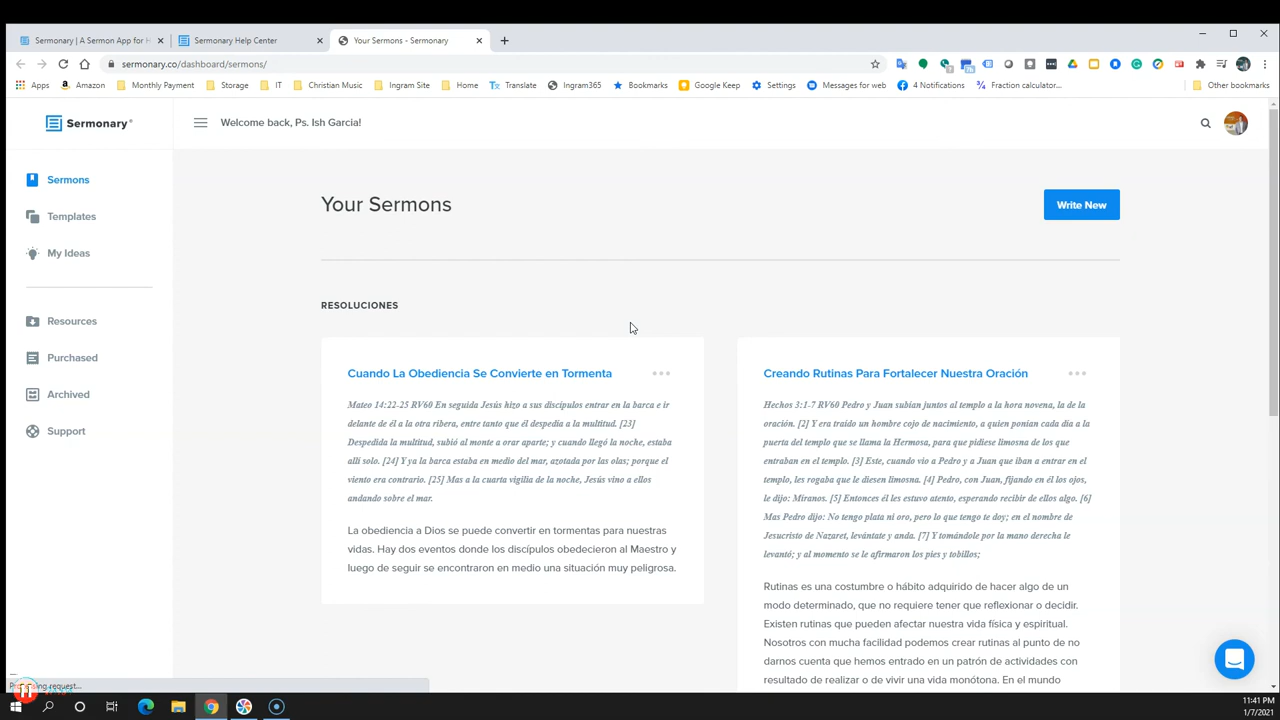 Sermonary | A Sermon App for H
Sermonary Help Center
Your Sermons - Sermonary
sermonary.co/dashboard/sermons/
Apps
Amazon
Monthly Payment
Storage
IT
Christian Music
Ingram Site
Home
Translate
Ingram365
Bookmarks
Google Keep
Settings
Messages for web
4 Notifications
Fraction calculator...
Other bookmarks
Sermonary
Welcome back, Ps. Ish Garcia!
Sermons
Templates
My Ideas
Resources
Purchased
Archived
Support
Your Sermons
Write New
RESOLUCIONES
Cuando La Obediencia Se Convierte en Tormenta
Mateo 14:22-25 RV60 En seguida Jesús hizo a sus discípulos entrar en la barca e ir
delante de él a la otra ribera, entre tanto que él despedía a la multitud. [23]
Despedida la multitud, subió al monte a orar aparte; y cuando llegó la noche, estaba
allí solo. [24] Y ya la barca estaba en medio del mar, azotada por las olas; porque el
viento era contrario. [25] Mas a la cuarta vigilia de la noche, Jesús vino a ellos
andando sobre el mar.
La obediencia a Dios se puede convertir en tormentas para nuestras
vidas. Hay dos eventos donde los discípulos obedecieron al Maestro y
luego de seguir se encontraron en medio una situación muy peligrosa.
Creando Rutinas Para Fortalecer Nuestra Oración
Hechos 3:1-7 RV60 Pedro y Juan subían juntos al templo a la hora novena, la de la
oración. [2] Y era traído un hombre cojo de nacimiento, a quien ponían cada día a la
puerta del templo que se llama la Hermosa, para que pidiese limosna de los que
entraban en el templo. [3] Este, cuando vio a Pedro y a Juan que iban a entrar en el
templo, les rogaba que le diesen limosna. [4] Pedro, con Juan, fijando en él los ojos,
le dijo: Míranos. [5] Entonces él les estuvo atento, esperando recibir de ellos algo. [6]
Mas Pedro dijo: No tengo plata ni oro, pero lo que tengo te doy; en el nombre de
Jesucristo de Nazaret, levántate y anda. [7] Y tomándole por la mano derecha le
levantó; y al momento se le afirmaron los pies y tobillos;
Rutinas es una costumbre o hábito adquirido de hacer algo de un
modo determinado, que no requiere tener que reflexionar o decidir.
Existen rutinas que pueden afectar nuestra vida física y espiritual.
Nosotros con mucha facilidad podemos crear rutinas al punto de no
darnos cuenta que hemos entrado en un patrón de actividades con
resultado de realizar o de vivir una vida monótona. En el mundo
request...
11:41 PM
1/7/2021